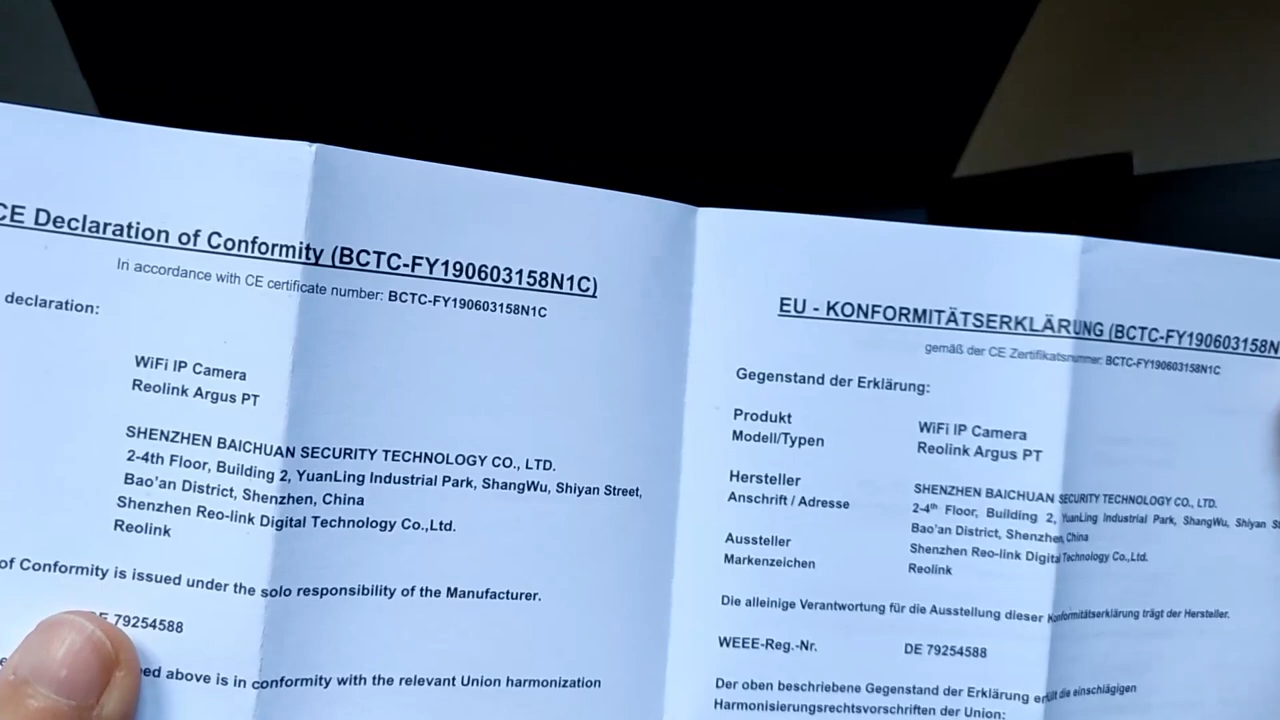 CE Declaration of Conformity (BCTC-FY190603158N1C)
In accordance with CE certificate number: BCTC-FY190603158N1C
declaration:
WiFi IP Camera
Reolink Argus PT
SHENZHEN BAICHUAN SECURITY TECHNOLOGY CO., LTD.
2-4th Floor, Building 2, YuanLing Industrial Park, ShangWu, Shiyan Street,
Bao'an District, Shenzhen, China
Shenzhen Reo-link Digital Technology Co.,Ltd.
Reolink
of Conformity is issued under the solo responsibility of the Manufacturer.
79254588
above is in conformity with the relevant Union harmonization
EU - KONFORMITÄTSERKLÄRUNG (BCTC-FY190603158N
gemäß der CE Zertifikatsnummer: BCTC-FY190603158N1C
Gegenstand der Erklärung:
Produkt WiFi IP Camera
Modell/Typen Reolink Argus PT
Hersteller SHENZHEN BAICHUAN SECURITY TECHNOLOGY CO., LTD.
Anschrift / Adresse 2-4th Floor, Building 2, YuanLing Industrial Park, ShangWu, Shiyan
Bao'an District, Shenzhen, China
Aussteller Shenzhen Reo-link Digital Technology Co.,Ltd.
Markenzeichen Reolink
Die alleinige Verantwortung für die Ausstellung dieser Konformitätserklärung trägt der Hersteller.
WEEE-Reg.-Nr. DE 79254588
Der oben beschriebene Gegenstand der Erklärung erfüllt die einschlägigen
Harmonisierungsrechtsvorschriften der Union: